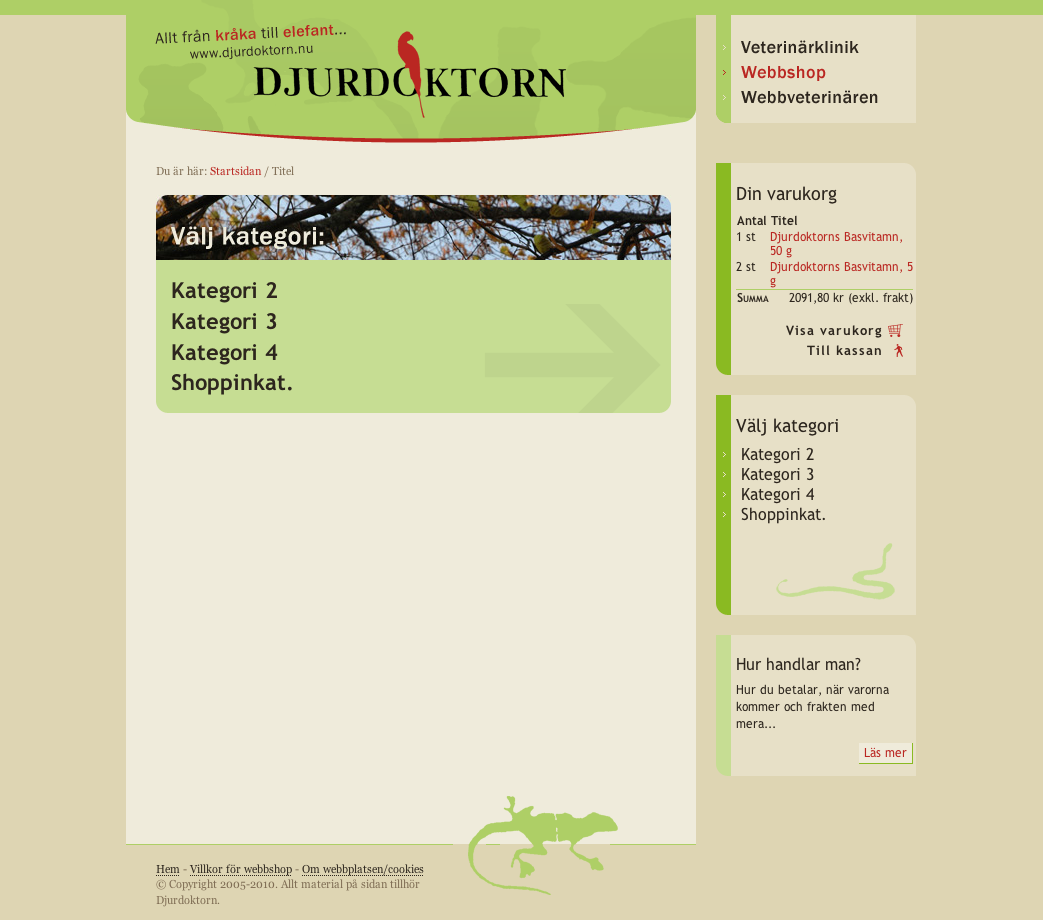 Allt från kråka till elefant...
www.djurdoktorn.nu
DJURDOKTORN
Veterinärklinik
Webbshop
Webbveterinären
Du är här: Startsidan / Titel
Välj kategori:
Kategori 2
Kategori 3
Kategori 4
Shoppinkat.
Din varukorg
Antal Titel
1 st Djurdoktorns Basvitamn,
50 g
2 st Djurdoktorns Basvitamn, 5
g
Summa 2091,80 kr (exkl. frakt)
Visa varukorg
Till kassan
Välj kategori
Kategori 2
Kategori 3
Kategori 4
Shoppinkat.
Hur handlar man?
Hur du betalar, när varorna
kommer och frakten med
mera...
Läs mer
Hem - Villkor för webbshop - Om webbplatsen/cookies
© Copyright 2005-2010. Allt material på sidan tillhör
Djurdoktorn.